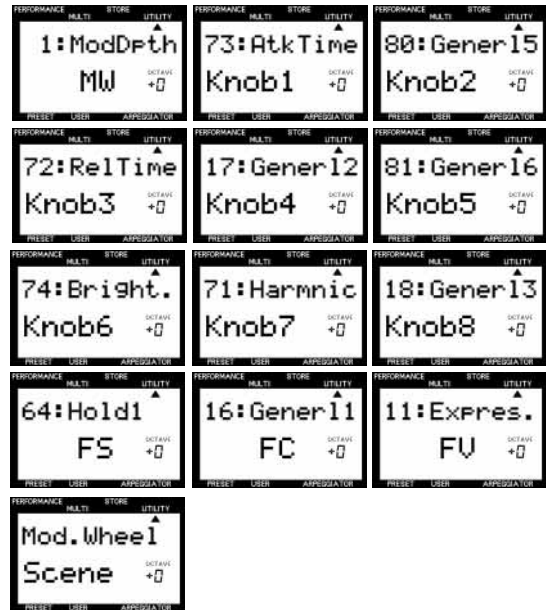 PERFORMANCE MULTI STORE UTILITY
1:ModDpth
MW OCTAVE +0
PRESET USER ARPEGGIATOR
PERFORMANCE MULTI STORE UTILITY
73:AtkTime
Knob1 OCTAVE +0
PRESET USER ARPEGGIATOR
PERFORMANCE MULTI STORE UTILITY
80:Generl5
Knob2 OCTAVE +0
PRESET USER ARPEGGIATOR
PERFORMANCE MULTI STORE UTILITY
72:RelTime
Knob3 OCTAVE +0
PRESET USER ARPEGGIATOR
PERFORMANCE MULTI STORE UTILITY
17:Generl2
Knob4 OCTAVE +0
PRESET USER ARPEGGIATOR
PERFORMANCE MULTI STORE UTILITY
81:Generl6
Knob5 OCTAVE +0
PRESET USER ARPEGGIATOR
PERFORMANCE MULTI STORE UTILITY
74:Bright.
Knob6 OCTAVE +0
PRESET USER ARPEGGIATOR
PERFORMANCE MULTI STORE UTILITY
71:Harmnic
Knob7 OCTAVE +0
PRESET USER ARPEGGIATOR
PERFORMANCE MULTI STORE UTILITY
18:Generl3
Knob8 OCTAVE +0
PRESET USER ARPEGGIATOR
PERFORMANCE MULTI STORE UTILITY
64:Hold1
FS OCTAVE +0
PRESET USER ARPEGGIATOR
PERFORMANCE MULTI STORE UTILITY
16:Generl1
FC OCTAVE +0
PRESET USER ARPEGGIATOR
PERFORMANCE MULTI STORE UTILITY
11:Expres.
FV OCTAVE +0
PRESET USER ARPEGGIATOR
PERFORMANCE MULTI STORE UTILITY
Mod.Wheel
Scene OCTAVE +0
PRESET USER ARPEGGIATOR